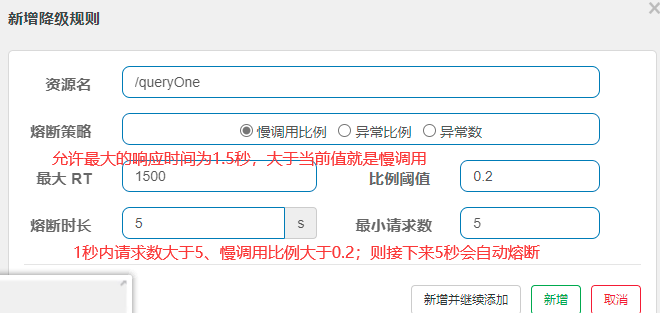 新增降级规则
资源名 /queryOne
熔断策略 慢调用比例 异常比例 异常数
允许最大的响应时间为1.5秒，大于当前值就是慢调用
最大 RT 1500 比例阈值 0.2
熔断时长 5 s 最小请求数 5
1秒内请求数大于5、慢调用比例大于0.2；则接下来5秒会自动熔断
新增并继续添加 新增 取消